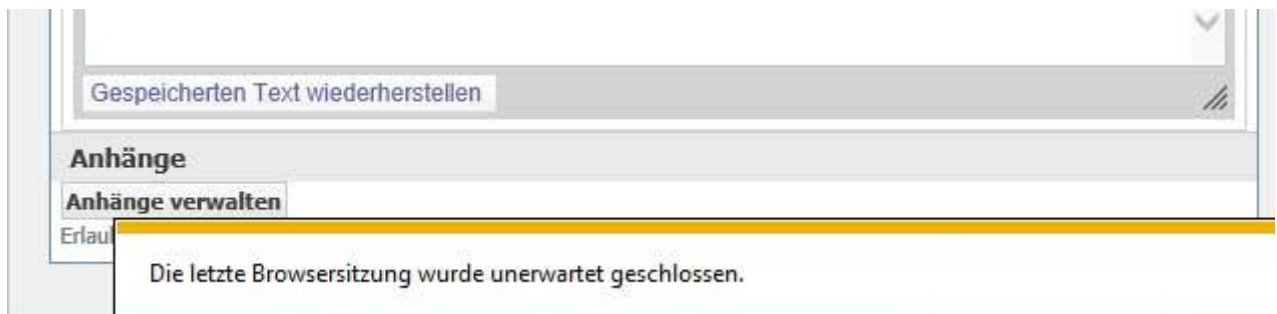 Gespeicherten Text wiederherstellen
Anhänge
Anhänge verwalten
Die letzte Browsersitzung wurde unerwartet geschlossen.